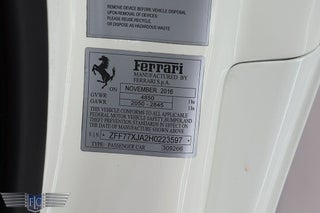 REMOVE DEVICE BEFORE VEHICLE DISPOSAL
UPON REMOVAL OF DEVICE
PLEASE REUSE, RECYCLE
OR DISPOSE AS HAZARDOUS WASTE
Ferrari
MANUFACTURED BY
FERRARI S.p.A.
ON NOVEMBER 2016
GVWR 4850 lb
GAWR 2050 - 2845 lb
THIS VEHICLE CONFORMS TO ALL APPLICABLE
FEDERAL MOTOR VEHICLE SAFETY, BUMPER, AND
THEFT PREVENTION STANDARDS IN EFFECT ON
THE DATE OF MANUFACTURE SHOWN ABOVE
V.I.N. ZFF77XJA2H0223597
TYPE: PASSENGER CAR 309266